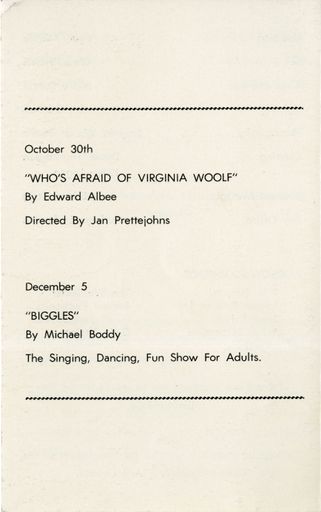 October 30th
"WHO'S AFRAID OF VIRGINIA WOOLF"
By Edward Albee
Directed By Jan Prettejohns
December 5
"BIGGLES"
By Michael Boddy
The Singing, Dancing, Fun Show For Adults.